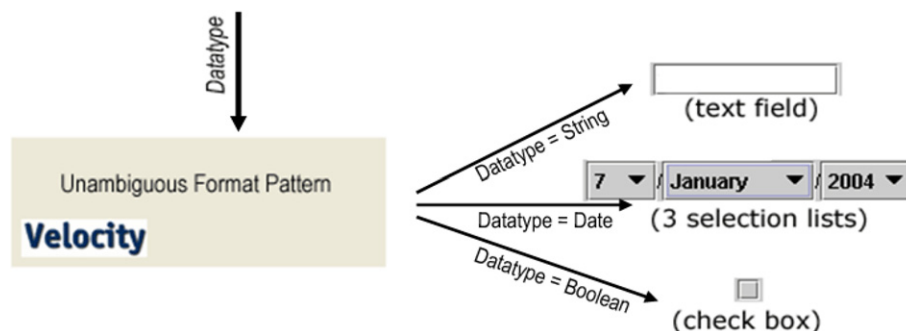 Datatype
Unambiguous Format Pattern
Velocity
Datatype = String
(text field)
7 / January / 2004
Datatype = Date
(3 selection lists)
Datatype = Boolean
(check box)